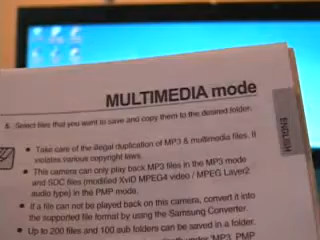 MULTIMEDIA mode
8. Select files that you want to save and copy them to the desired folder.
ENGLISH
● Take care of the illegal duplication of MP3 & multimedia files. It
violates various copyright laws.
● This camera can only play back MP3 files in the MP3 mode
and SDC files (modified XviD MPEG4 video / MPEG Layer2
audio type) in the PMP mode.
● If a file can not be played back on this camera, convert it into
the supported file format by using the Samsung Converter.
● Up to 200 files and 100 sub folders can be saved in a folder.
'MP3, PMP